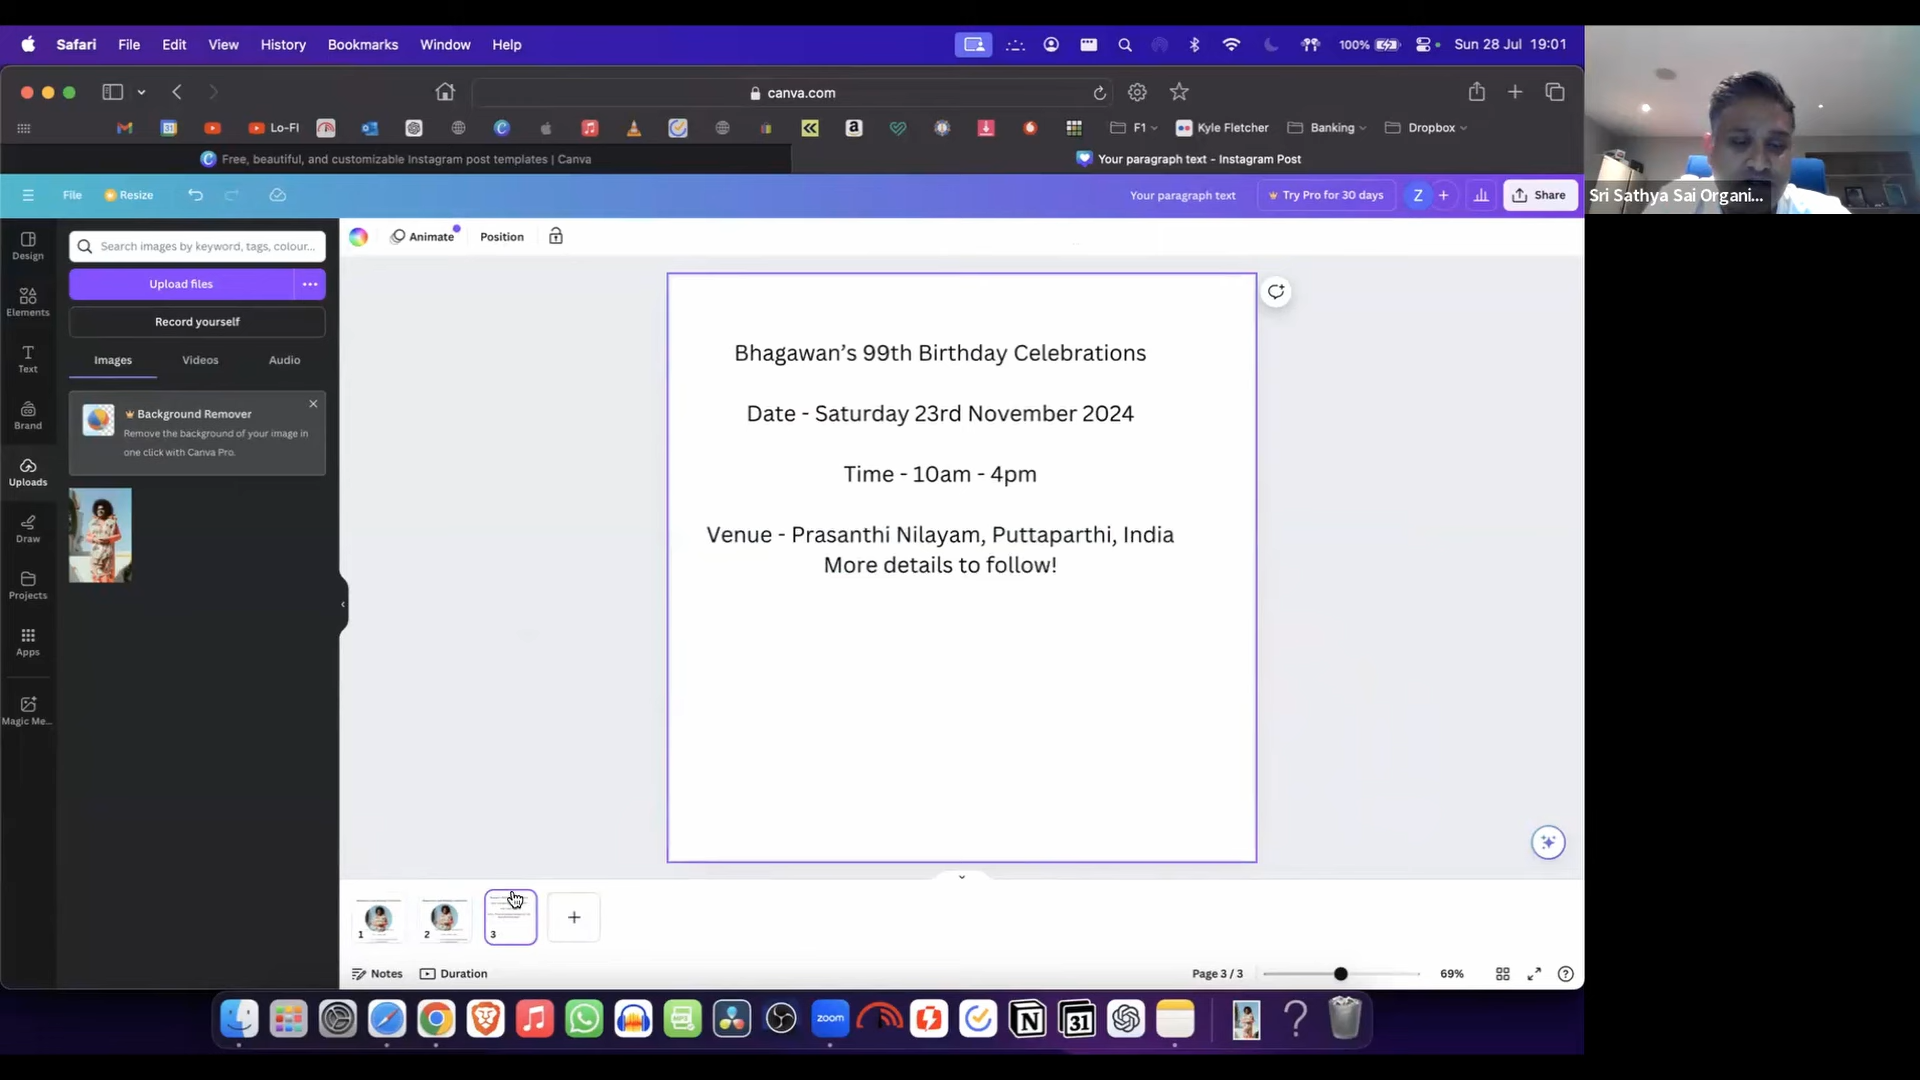 Safari File Edit View History Bookmarks Window Help 100% Sun 28 Jul 19:01
canva.com
31 Lo-Fi a F1 Kyle Fletcher Banking Dropbox
Free, beautiful, and customizable Instagram post templates | Canva
Your paragraph text - Instagram Post
File Resize Your paragraph text Try Pro for 30 days Z + Share
Sri Sathya Sai Organi...
Design
Elements
Text
Brand
Uploads
Draw
Projects
Apps
Magic Me...
Search images by keyword, tags, colour...
Upload files
Record yourself
Images Videos Audio
Background Remover
Remove the background of your image in
one click with Canva Pro.
Animate Position
Bhagawan’s 99th Birthday Celebrations
Date - Saturday 23rd November 2024
Time - 10am - 4pm
Venue - Prasanthi Nilayam, Puttaparthi, India
More details to follow!
1 2 3 +
Notes Duration Page 3 / 3 69%
zoom 31